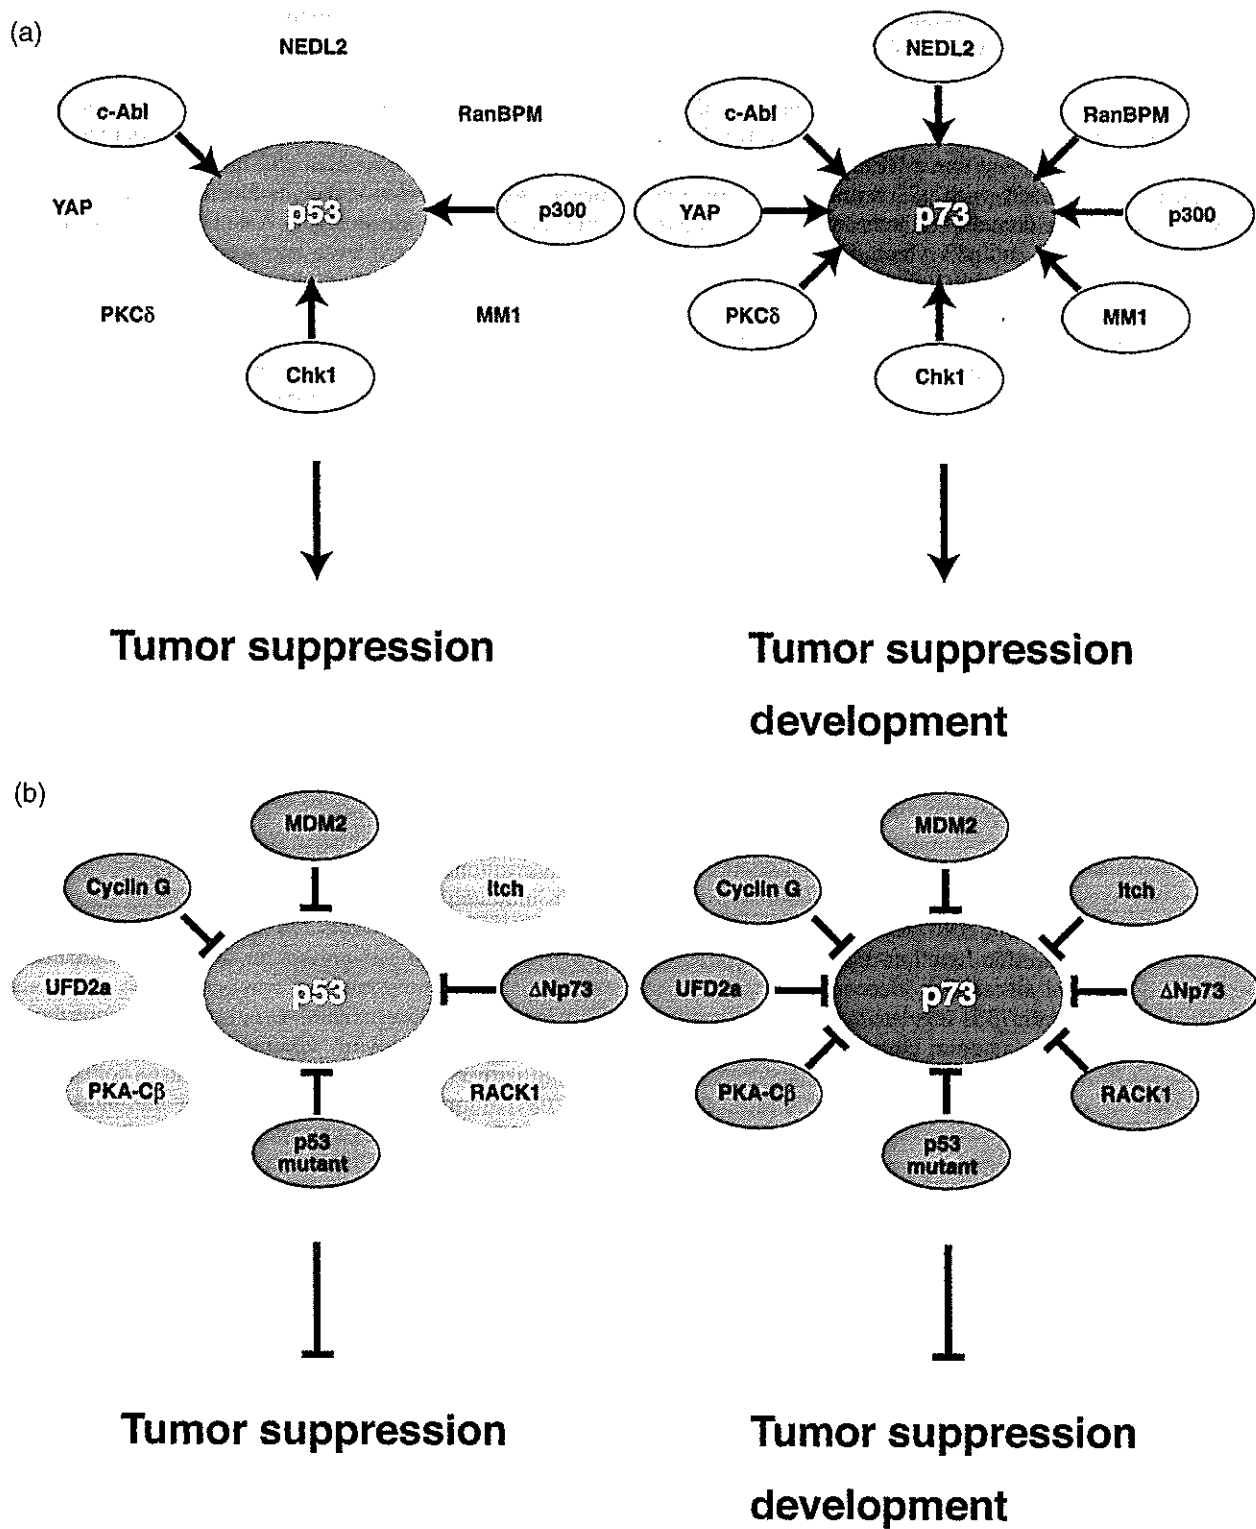 (a)
NEDL2
c-Abl
RanBPM
YAP
p53
p300
PKCδ
MM1
Chk1
Tumor suppression
NEDL2
c-Abl
RanBPM
YAP
p73
p300
PKCδ
MM1
Chk1
Tumor suppression
development
(b)
MDM2
Cyclin G
Itch
UFD2a
p53
ΔNp73
PKA-Cβ
RACK1
p53
mutant
Tumor suppression
MDM2
Cyclin G
Itch
UFD2a
p73
ΔNp73
PKA-Cβ
RACK1
p53
mutant
Tumor suppression
development